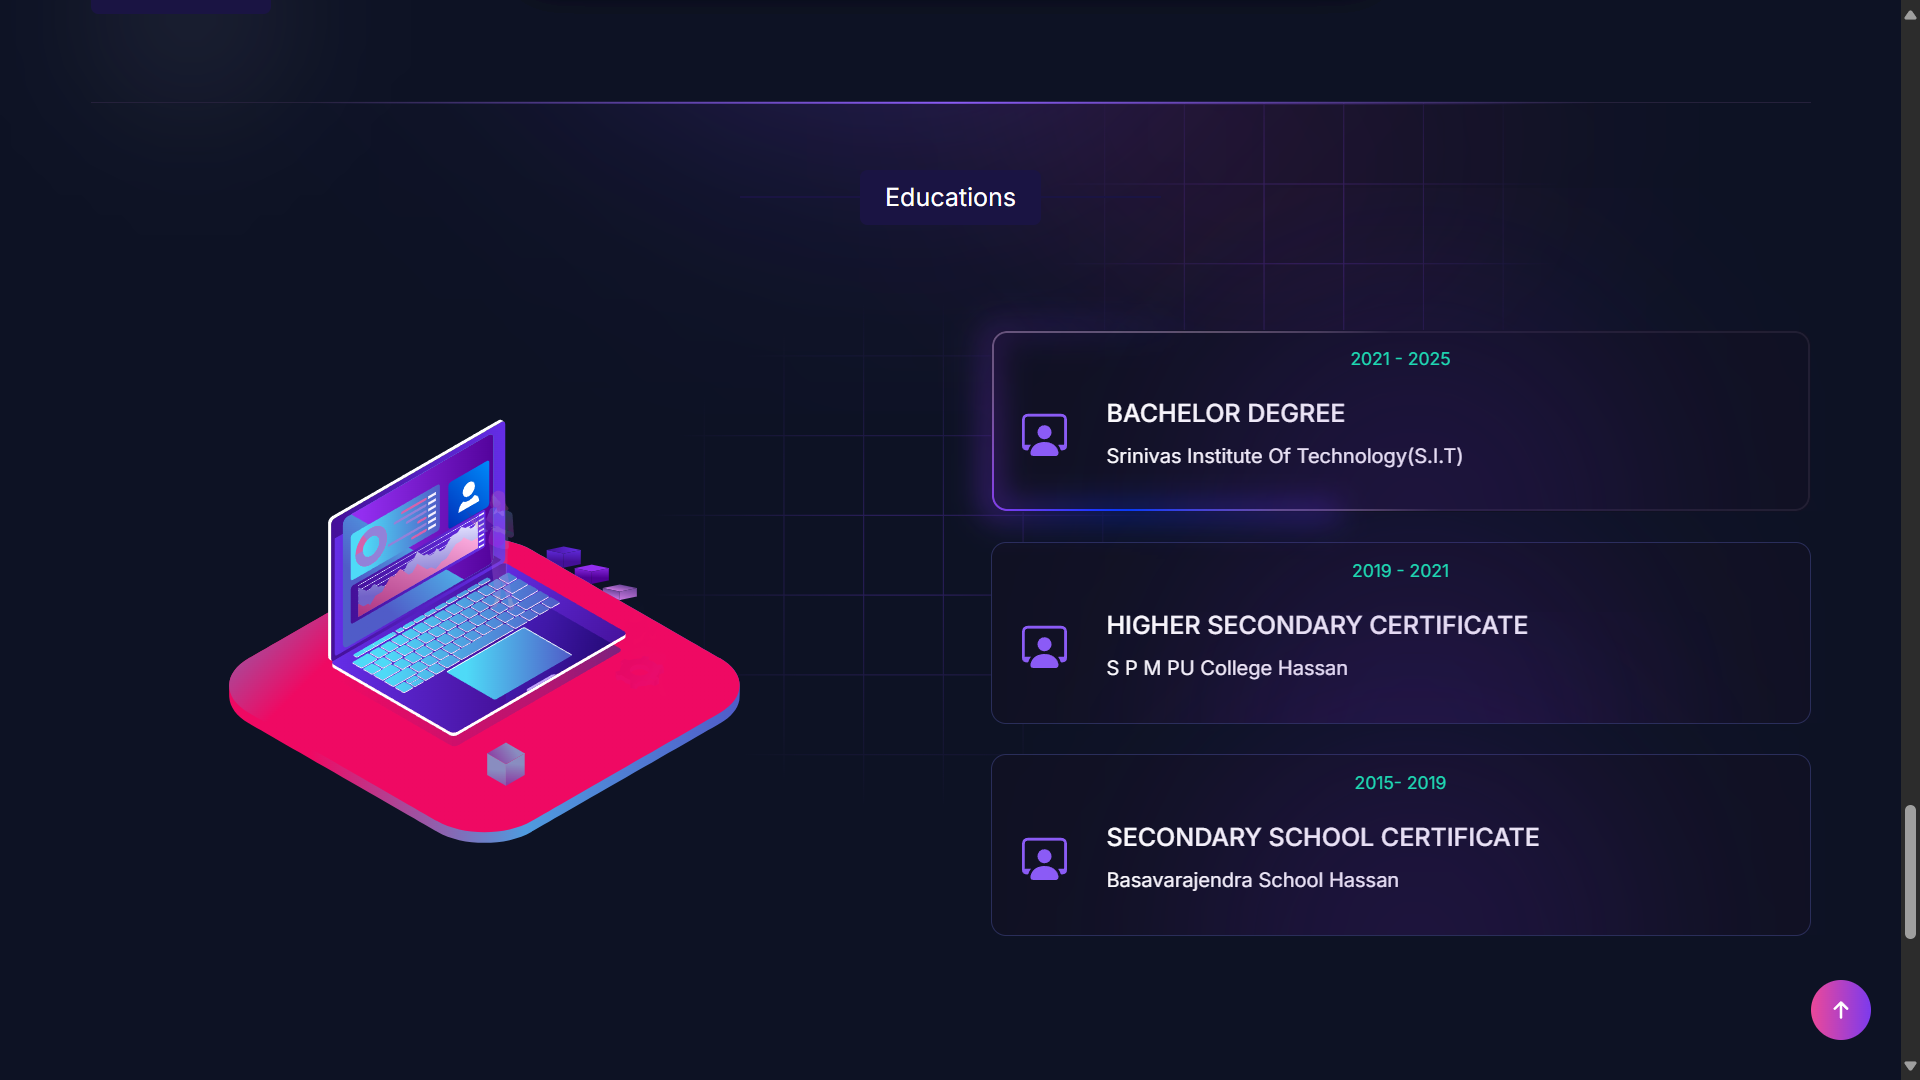 Educations
2021 - 2025
BACHELOR DEGREE
Srinivas Institute Of Technology(S.I.T)
2019 - 2021
HIGHER SECONDARY CERTIFICATE
S P M PU College Hassan
2015- 2019
SECONDARY SCHOOL CERTIFICATE
Basavarajendra School Hassan